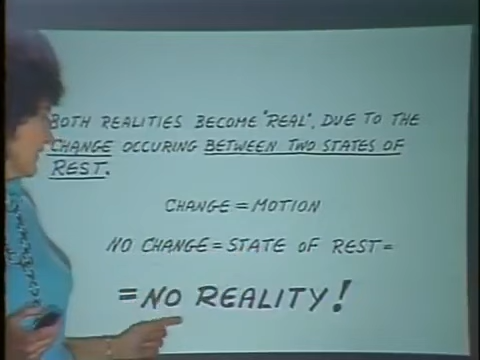 BOTH REALITIES BECOME "REAL", DUE TO THE
CHANGE OCCURING BETWEEN TWO STATES OF
REST.
CHANGE = MOTION
NO CHANGE = STATE OF REST =
= NO REALITY!